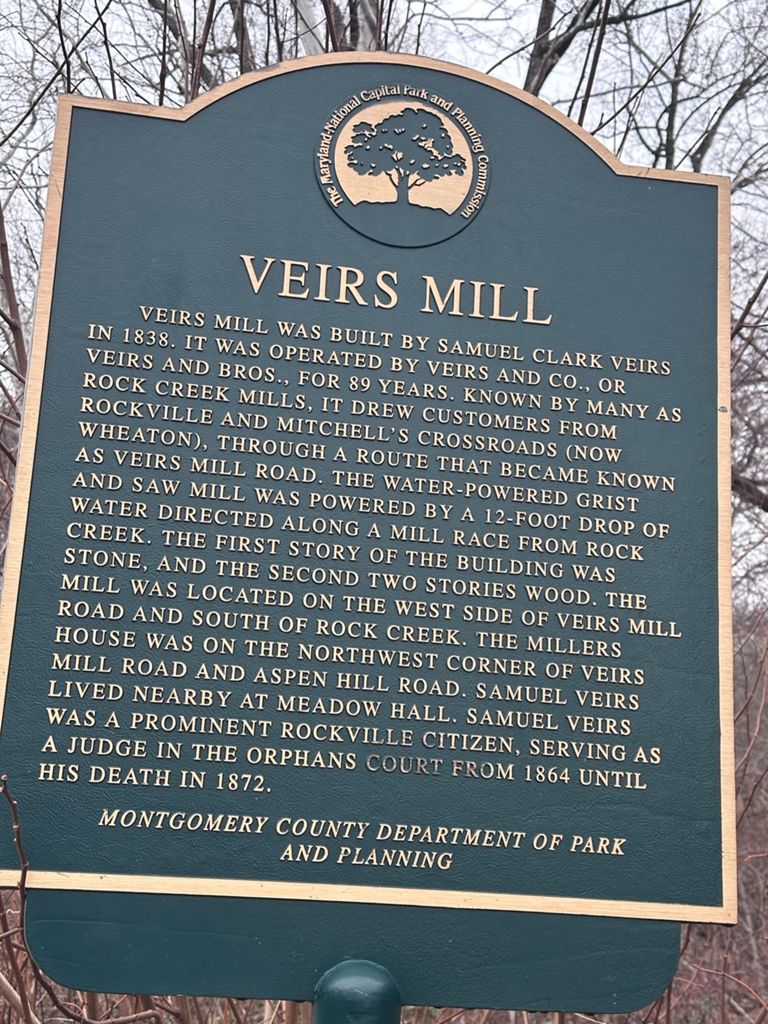 The Maryland-National Capital Park and Planning Commission
VEIRS MILL
VEIRS MILL WAS BUILT BY SAMUEL CLARK VEIRS
IN 1838. IT WAS OPERATED BY VEIRS AND CO., OR
VEIRS AND BROS., FOR 89 YEARS. KNOWN BY MANY AS
ROCK CREEK MILLS, IT DREW CUSTOMERS FROM
ROCKVILLE AND MITCHELL'S CROSSROADS (NOW
WHEATON), THROUGH A ROUTE THAT BECAME KNOWN
AS VEIRS MILL ROAD. THE WATER-POWERED GRIST
AND SAW MILL WAS POWERED BY A 12-FOOT DROP OF
WATER DIRECTED ALONG A MILL RACE FROM ROCK
CREEK. THE FIRST STORY OF THE BUILDING WAS
STONE, AND THE SECOND TWO STORIES WOOD. THE
MILL WAS LOCATED ON THE WEST SIDE OF VEIRS MILL
ROAD AND SOUTH OF ROCK CREEK. THE MILLERS
HOUSE WAS ON THE NORTHWEST CORNER OF VEIRS
MILL ROAD AND ASPEN HILL ROAD. SAMUEL VEIRS
LIVED NEARBY AT MEADOW HALL. SAMUEL VEIRS
WAS A PROMINENT ROCKVILLE CITIZEN, SERVING AS
A JUDGE IN THE ORPHANS COURT FROM 1864 UNTIL
HIS DEATH IN 1872.
MONTGOMERY COUNTY DEPARTMENT OF PARK
AND PLANNING